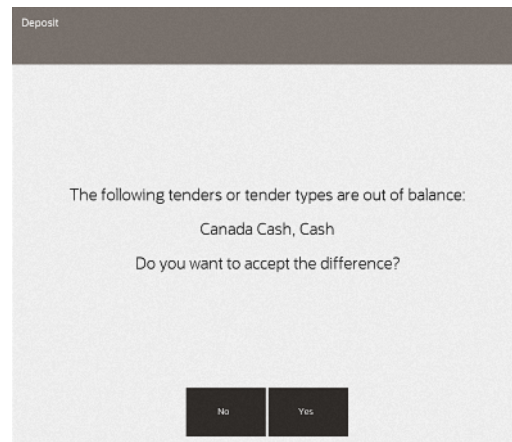 Deposit
The following tenders or tender types are out of balance:
Canada Cash, Cash
Do you want to accept the difference?
No
Yes